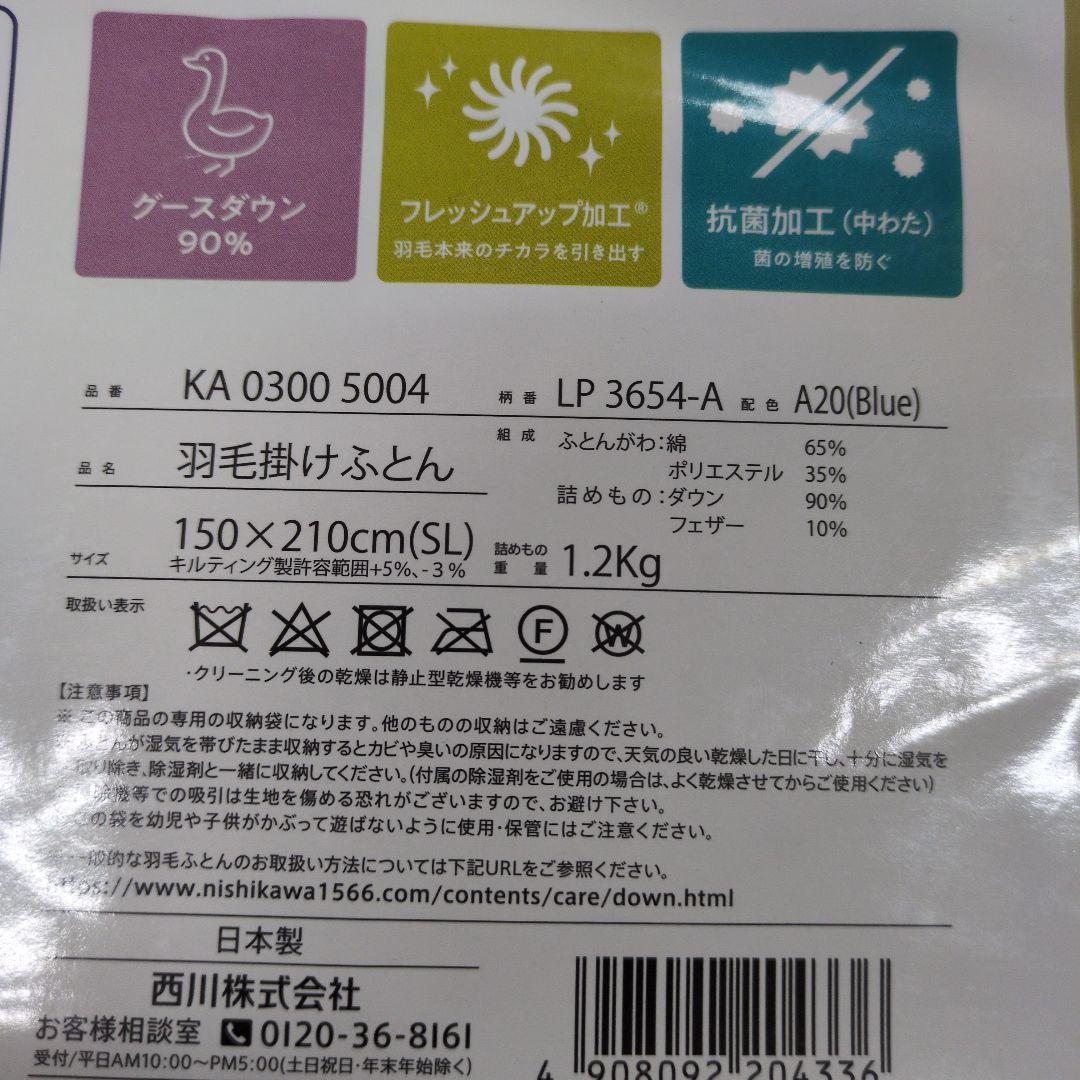 グースダウン
90%
フレッシュアップ加工®
羽毛本来のチカラを引き出す
抗菌加工(中わた)
菌の増殖を防ぐ
品番 KA 0300 5004 柄番 LP 3654-A 配色 A20(Blue)
品名 羽毛掛けふとん
組成 ふとんがわ:綿 65%
ポリエステル 35%
詰めもの:ダウン 90%
フェザー 10%
サイズ 150×210cm(SL)
キルティング製許容範囲+5%、-3%
詰めもの重量 1.2Kg
取扱い表示
F W
・クリーニング後の乾燥は静止型乾燥機等をお勧めします
【注意事項】
※この商品の専用の収納袋になります。他のものの収納はご遠慮ください。
ふとんが湿気を帯びたまま収納するとカビや臭いの原因になりますので、天気の良い乾燥した日に干し、十分に湿気を
取り除き、除湿剤と一緒に収納してください。(付属の除湿剤をご使用の場合は、よく乾燥させてからご使用ください)
除機等での吸引は生地を傷める恐れがございますので、お避け下さい。
この袋を幼児や子供がかぶって遊ばないように使用・保管にはご注意ください。
一般的な羽毛ふとんのお取扱い方法については下記URLをご参照ください。
https://www.nishikawa1566.com/contents/care/down.html
日本製
西川株式会社
お客様相談室 0120-36-8161
受付/平日AM10:00〜PM5:00(土日祝日・年末年始除く)
4 908092 204336